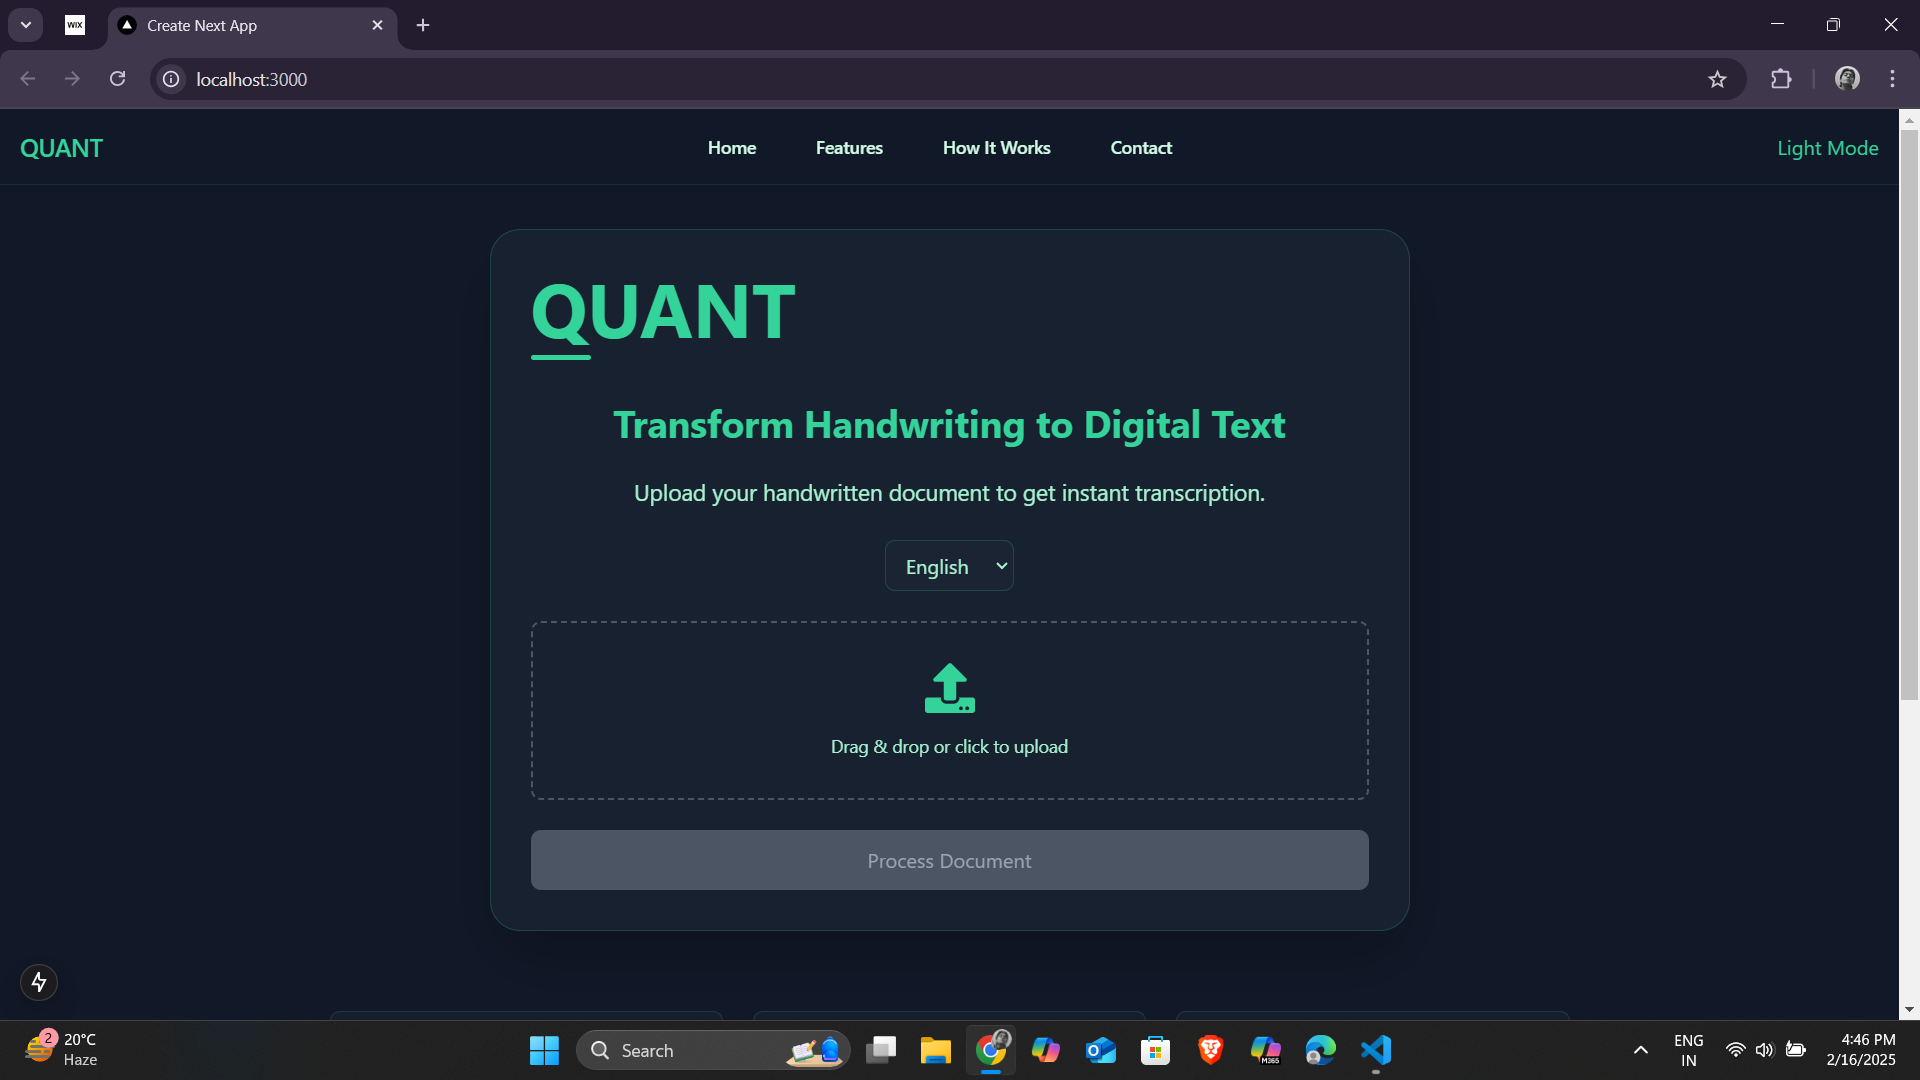 WIX
Create Next App
localhost:3000
QUANT
Home
Features
How It Works
Contact
Light Mode
QUANT
Transform Handwriting to Digital Text
Upload your handwritten document to get instant transcription.
English
Drag & drop or click to upload
Process Document
2
20°C
Haze
Search
M365
ENG
IN
4:46 PM
2/16/2025